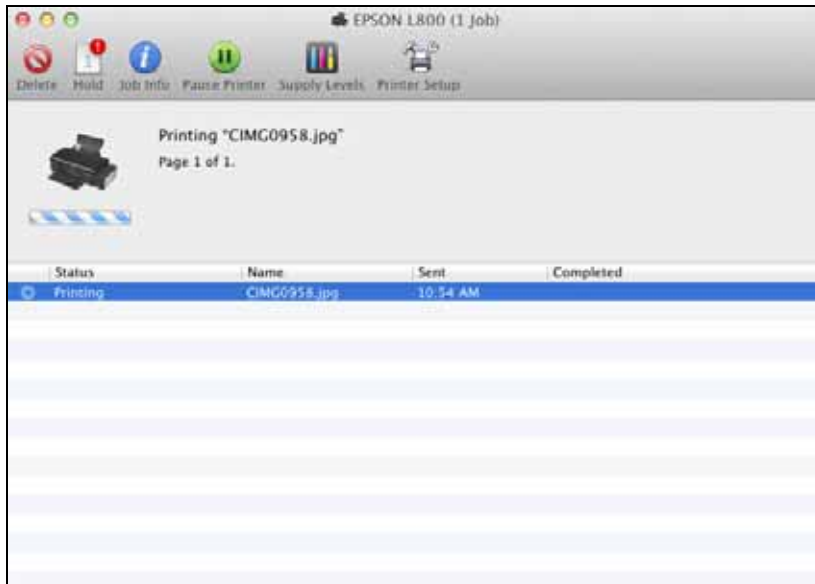 EPSON L800 (1 Job)
Delete Hold Job Info Pause Printer Supply Levels Printer Setup
Printing "CIMG0958.jpg"
Page 1 of 1.
Status Name Sent Completed
Printing CIMG0958.jpg 10:54 AM